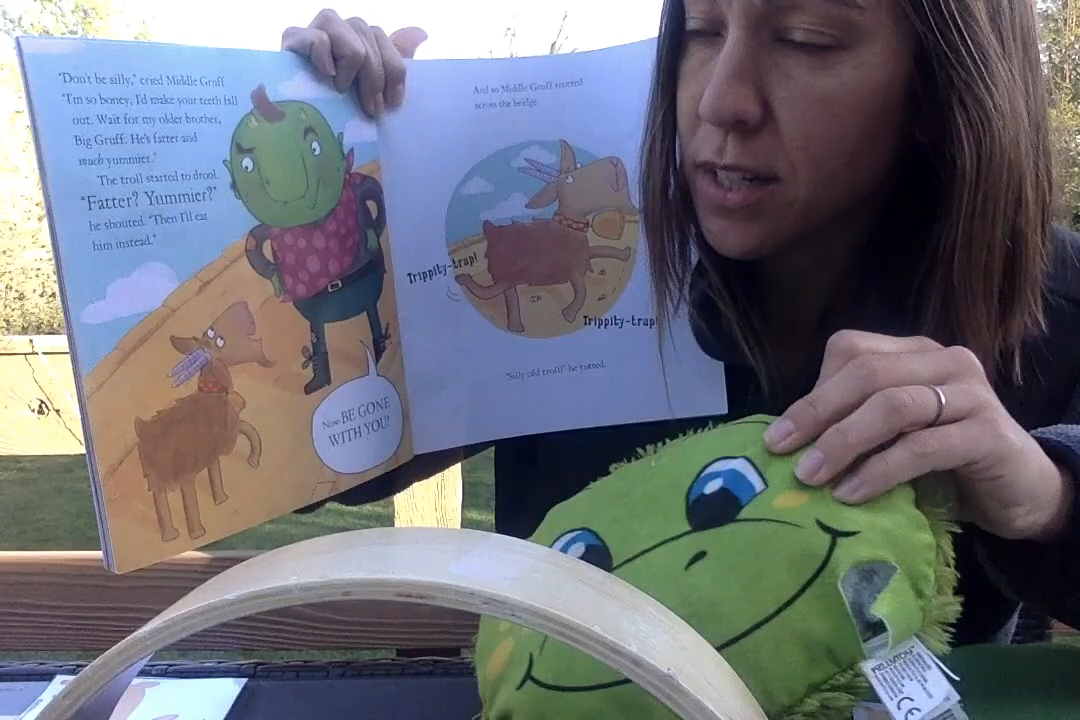 "Don't be silly," cried Middle Gruff
"I'm so boney, I'd make your teeth fall
out. Wait for my older brother,
Big Gruff. He's fatter and
much yummier."
The troll started to drool.
"Fatter? Yummier?"
he shouted. "Then I'll eat
him instead."
Now BE GONE
WITH YOU!
And so Middle Gruff trotted
across the bridge.
Trippity-trap!
Trippity-trap!
"Silly old troll!" he tutted.
CE